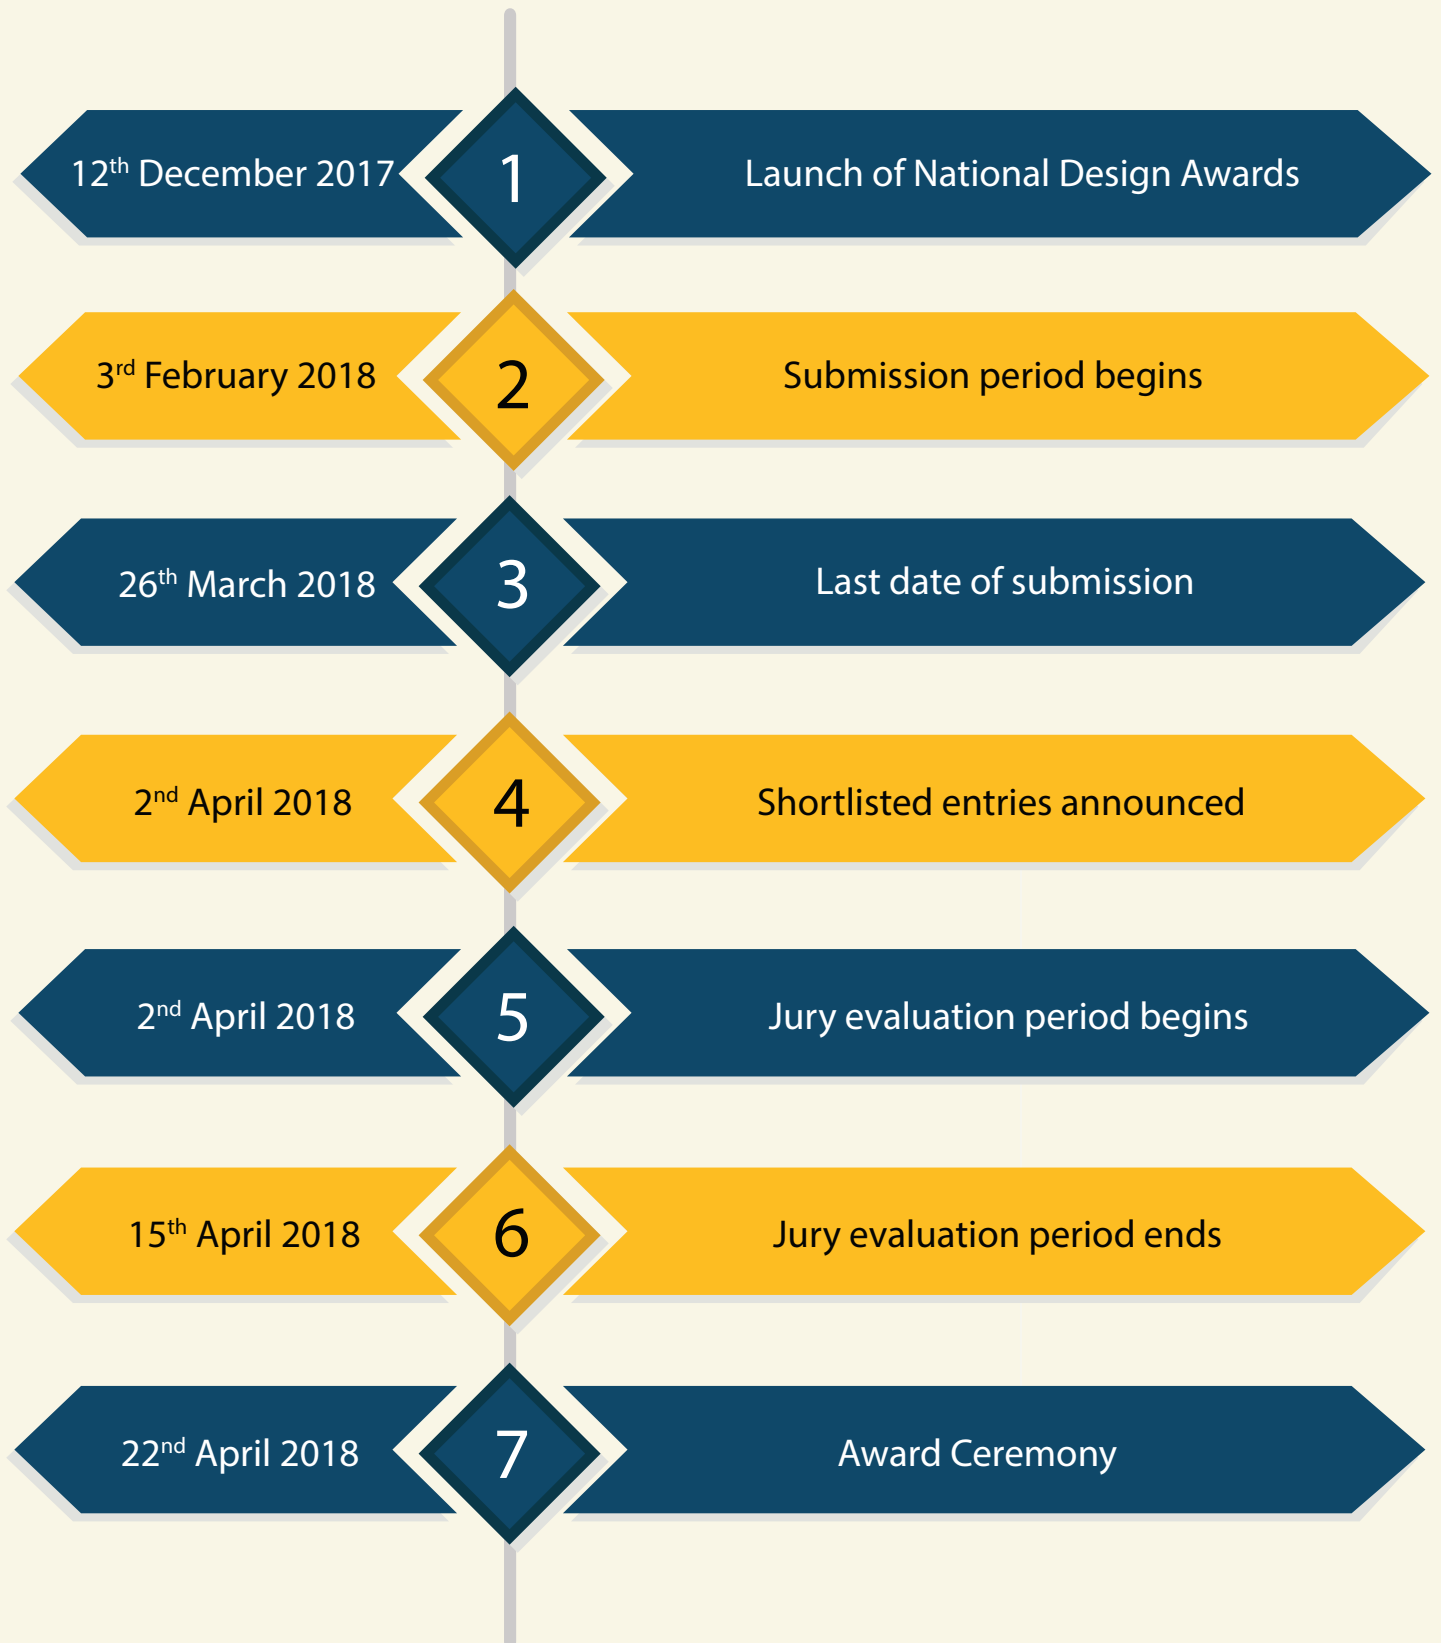 12th December 2017 1 Launch of National Design Awards
3rd February 2018 2 Submission period begins
26th March 2018 3 Last date of submission
2nd April 2018 4 Shortlisted entries announced
2nd April 2018 5 Jury evaluation period begins
15th April 2018 6 Jury evaluation period ends
22nd April 2018 7 Award Ceremony